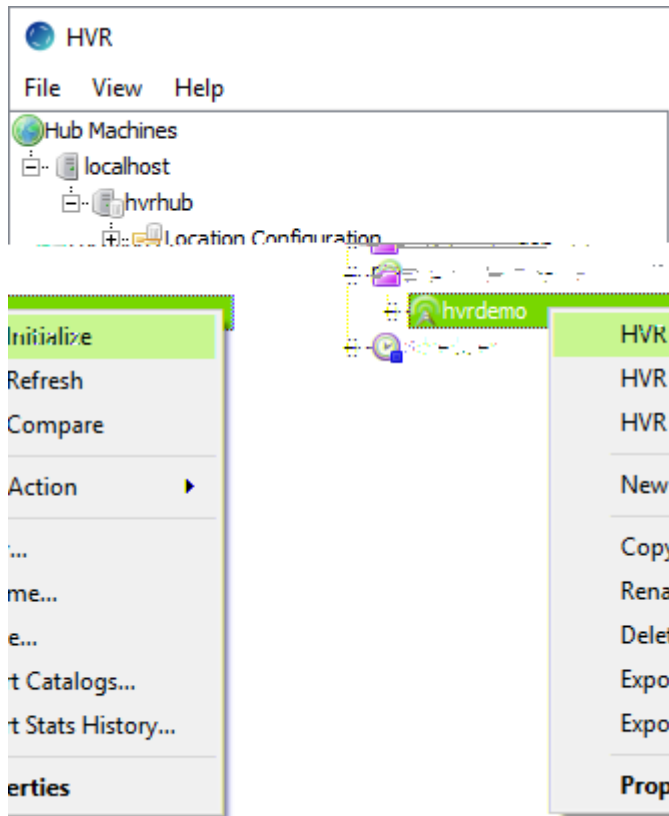 HVR
File View Help
Hub Machines
localhost
hvrhub
Location Configuration
hvrdemo
Initialize
Refresh
Compare
Action
...
me...
e...
t Catalogs...
t Stats History...
erties
HVR
HVR
HVR
New
Copy
Rena
Delet
Expo
Expo
Prop